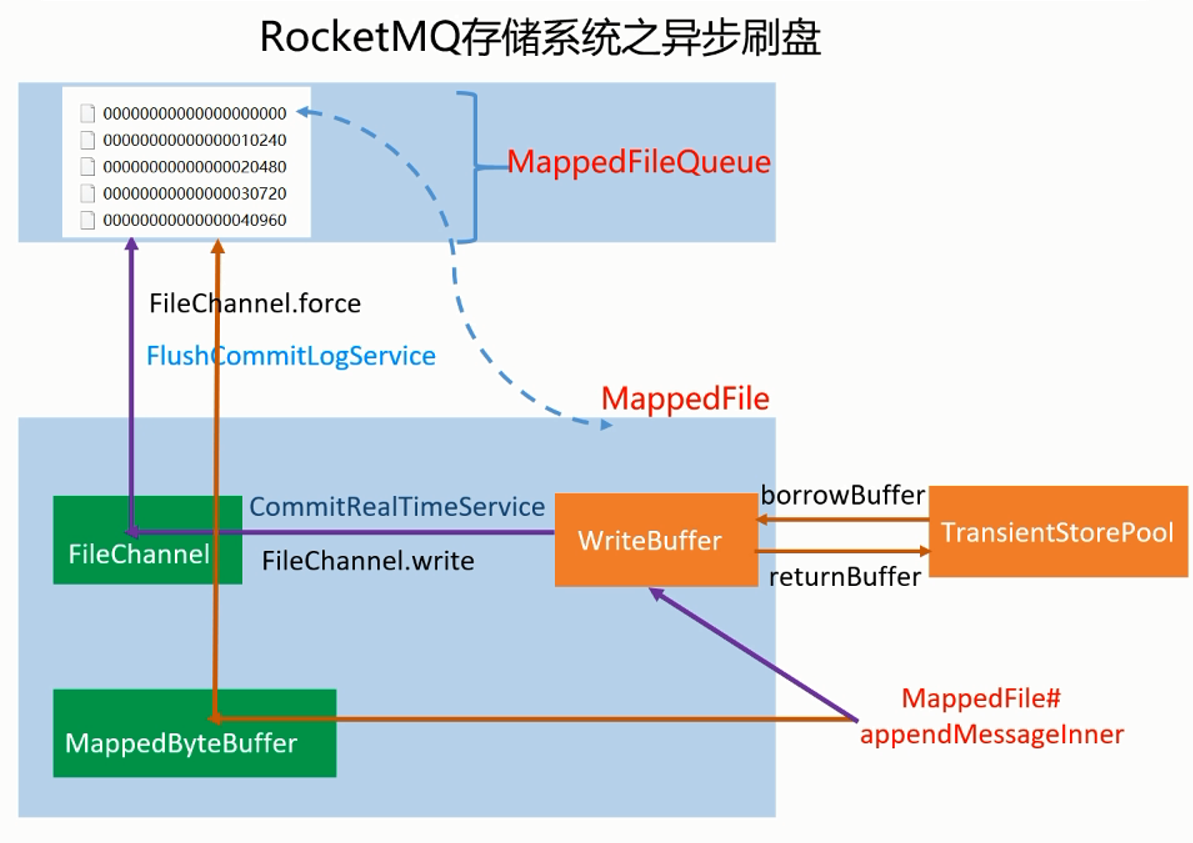 RocketMQ存储系统之异步刷盘
00000000000000000000
00000000000000010240
00000000000000020480
00000000000000030720
00000000000000040960
MappedFileQueue
FileChannel.force
FlushCommitLogService
MappedFile
CommitRealTimeService
FileChannel
FileChannel.write
WriteBuffer
borrowBuffer
TransientStorePool
returnBuffer
MappedFile#
appendMessageInner
MappedByteBuffer